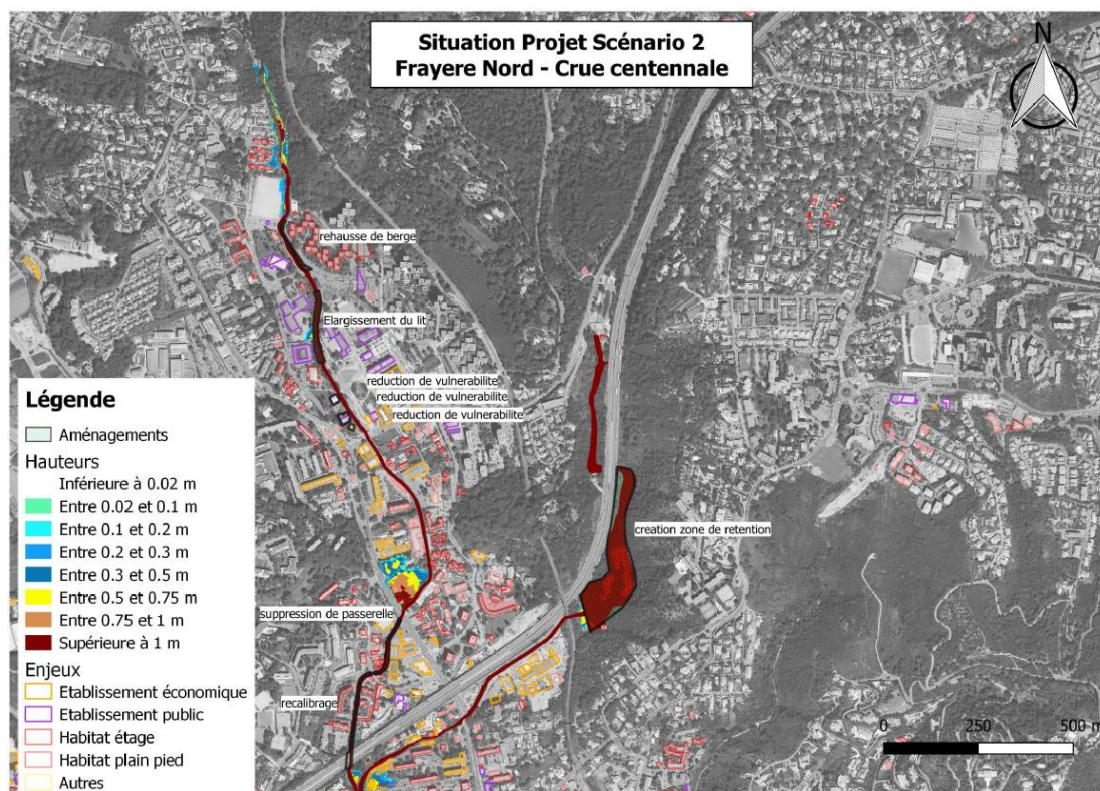 Situation Projet Scénario 2
Frayere Nord - Crue centennale
N
rehausse de berge
Elargissement du lit
reduction de vulnerabilite
reduction de vulnerabilite
reduction de vulnerabilite
creation zone de retention
suppression de passerelle
recalibrage
Légende
Aménagements
Hauteurs
Inférieure à 0.02 m
Entre 0.02 et 0.1 m
Entre 0.1 et 0.2 m
Entre 0.2 et 0.3 m
Entre 0.3 et 0.5 m
Entre 0.5 et 0.75 m
Entre 0.75 et 1 m
Supérieure à 1 m
Enjeux
Etablissement économique
Etablissement public
Habitat étage
Habitat plain pied
Autres
0 250 500 m